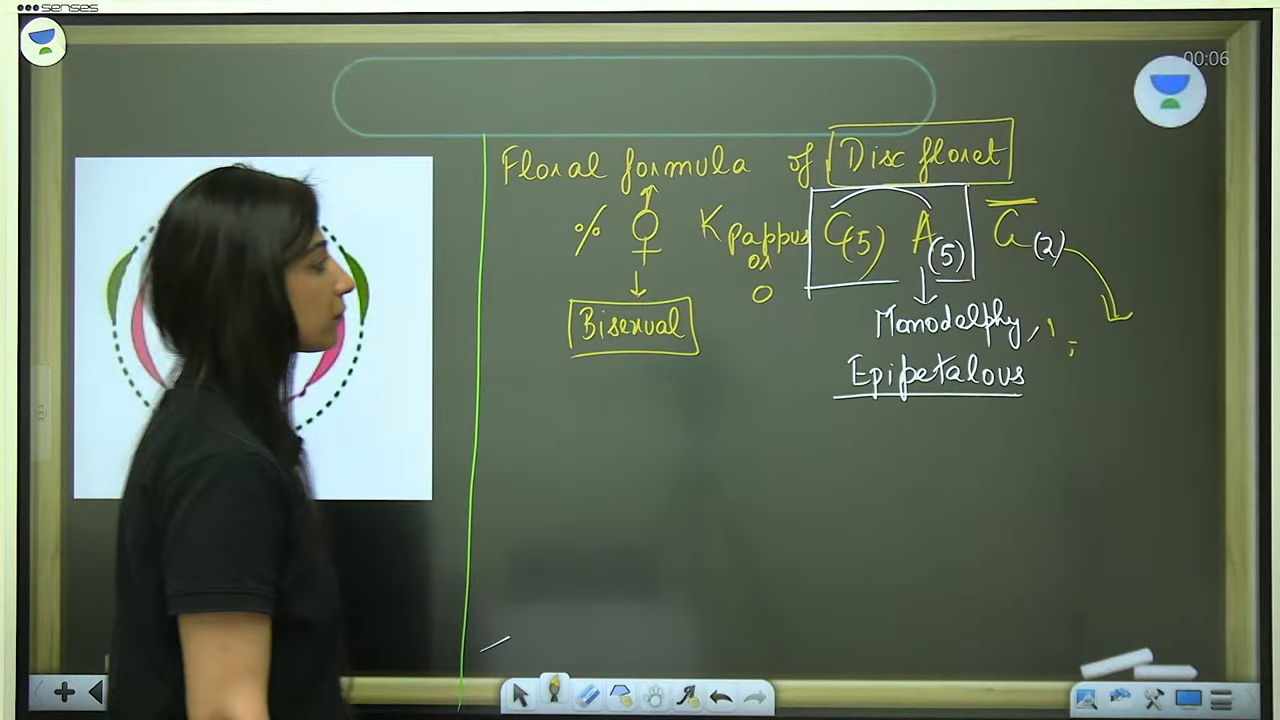 senses
00:06
Floral formula of Disc floret
% ⚥ K pappus or 0 C(5) A(5) G(2)
Bisexual
Monodelphy,
Epipetalous